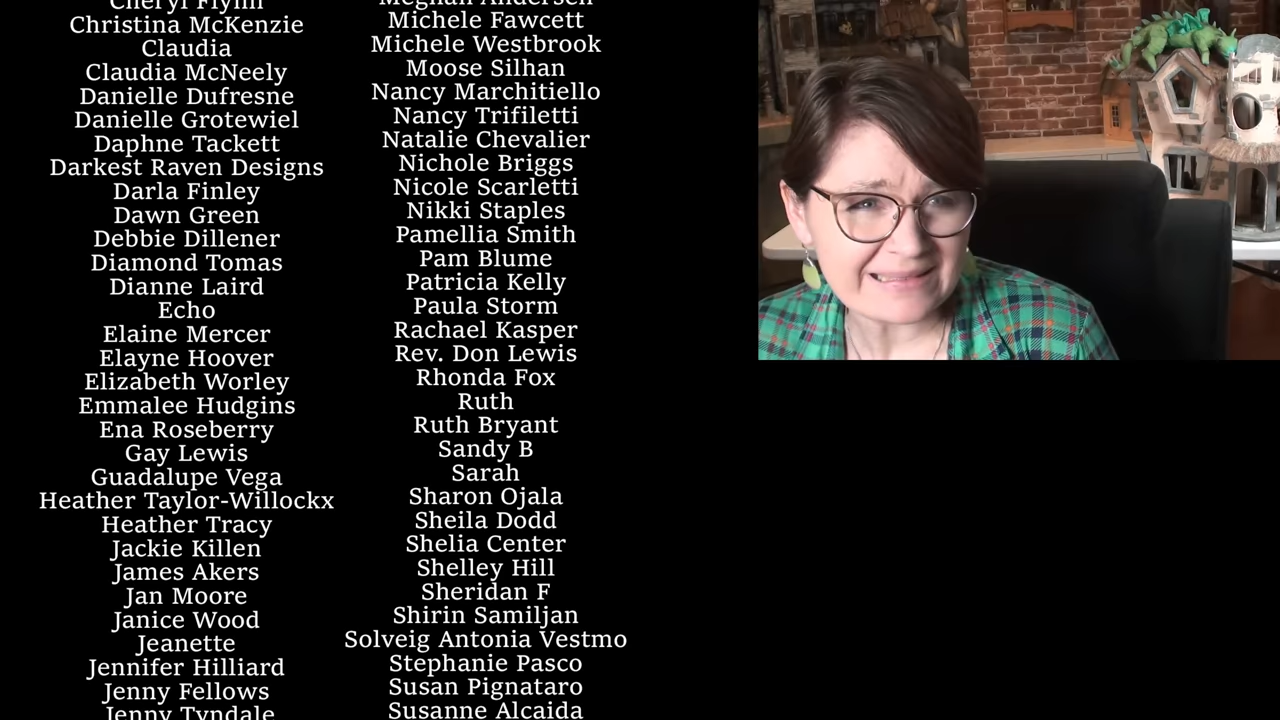 Cheryl Flynn
Christina McKenzie
Claudia
Claudia McNeely
Danielle Dufresne
Danielle Grotewiel
Daphne Tackett
Darkest Raven Designs
Darla Finley
Dawn Green
Debbie Dillener
Diamond Tomas
Dianne Laird
Echo
Elaine Mercer
Elayne Hoover
Elizabeth Worley
Emmalee Hudgins
Ena Roseberry
Gay Lewis
Guadalupe Vega
Heather Taylor-Willockx
Heather Tracy
Jackie Killen
James Akers
Jan Moore
Janice Wood
Jeanette
Jennifer Hilliard
Jenny Fellows
Jenny Tyndale
Meghan Andersen
Michele Fawcett
Michele Westbrook
Moose Silhan
Nancy Marchitiello
Nancy Trifiletti
Natalie Chevalier
Nichole Briggs
Nicole Scarletti
Nikki Staples
Pamellia Smith
Pam Blume
Patricia Kelly
Paula Storm
Rachael Kasper
Rev. Don Lewis
Rhonda Fox
Ruth
Ruth Bryant
Sandy B
Sarah
Sharon Ojala
Sheila Dodd
Shelia Center
Shelley Hill
Sheridan F
Shirin Samiljan
Solveig Antonia Vestmo
Stephanie Pasco
Susan Pignataro
Susanne Alcaida